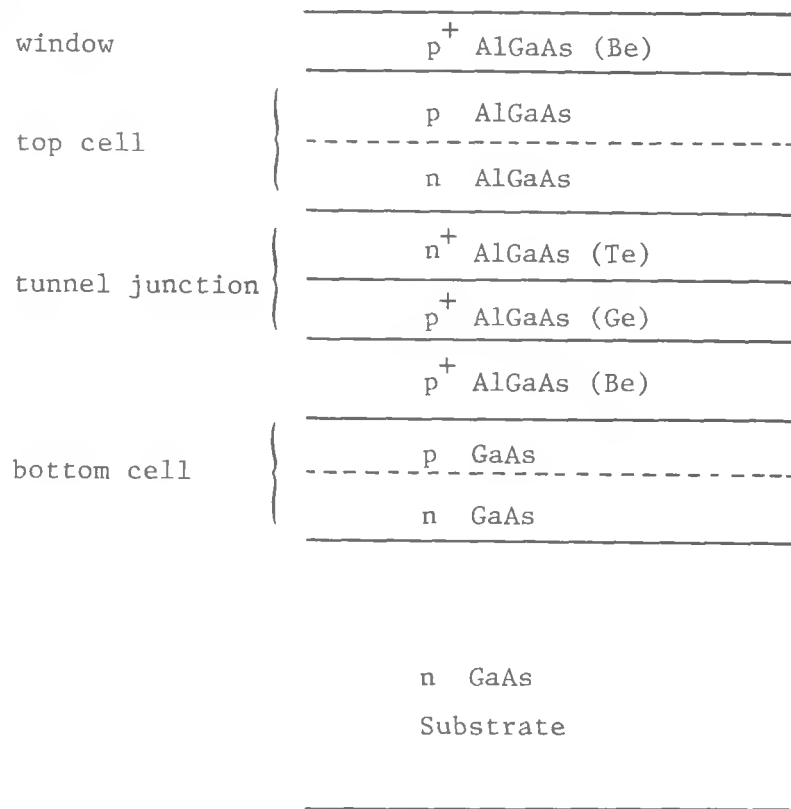 window p⁺ AlGaAs (Be)
p AlGaAs
top cell
n AlGaAs
n⁺ AlGaAs (Te)
tunnel junction
p⁺ AlGaAs (Ge)
p⁺ AlGaAs (Be)
p GaAs
bottom cell
n GaAs
n GaAs
Substrate